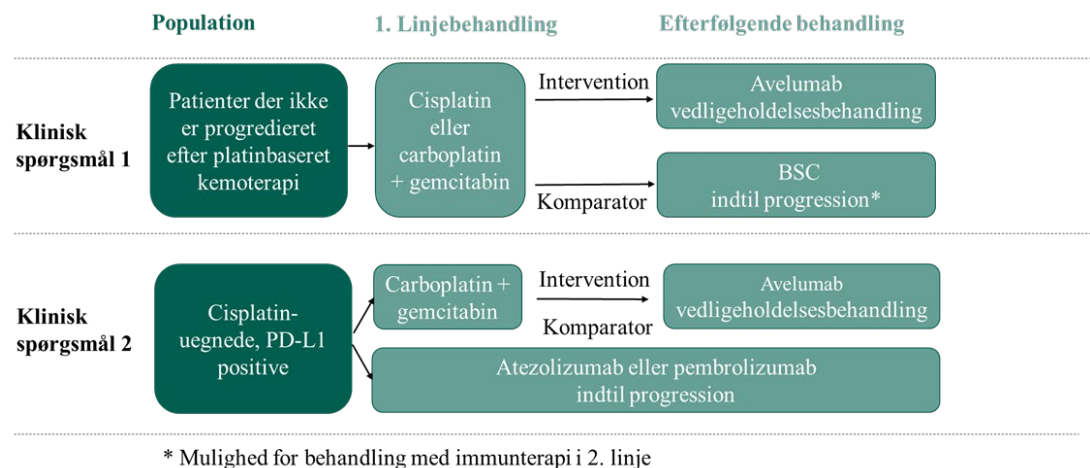 Population
1. Linjebehandling
Efterfølgende behandling
Klinisk
spørgsmål 1
Patienter der ikke
er progredieret
efter platinbaseret
kemoterapi
Cisplatin
eller
carboplatin
+ gemcitabin
Intervention
Komparator
Avelumab
vedligeholdelsesbehandling
BSC
indtil progression*
Klinisk
spørgsmål 2
Cisplatin-
uegnede, PD-L1
positive
Carboplatin +
gemcitabin
Intervention
Komparator
Avelumab
vedligeholdelsesbehandling
Atezolizumab eller pembrolizumab
indtil progression
* Mulighed for behandling med immunterapi i 2. linje